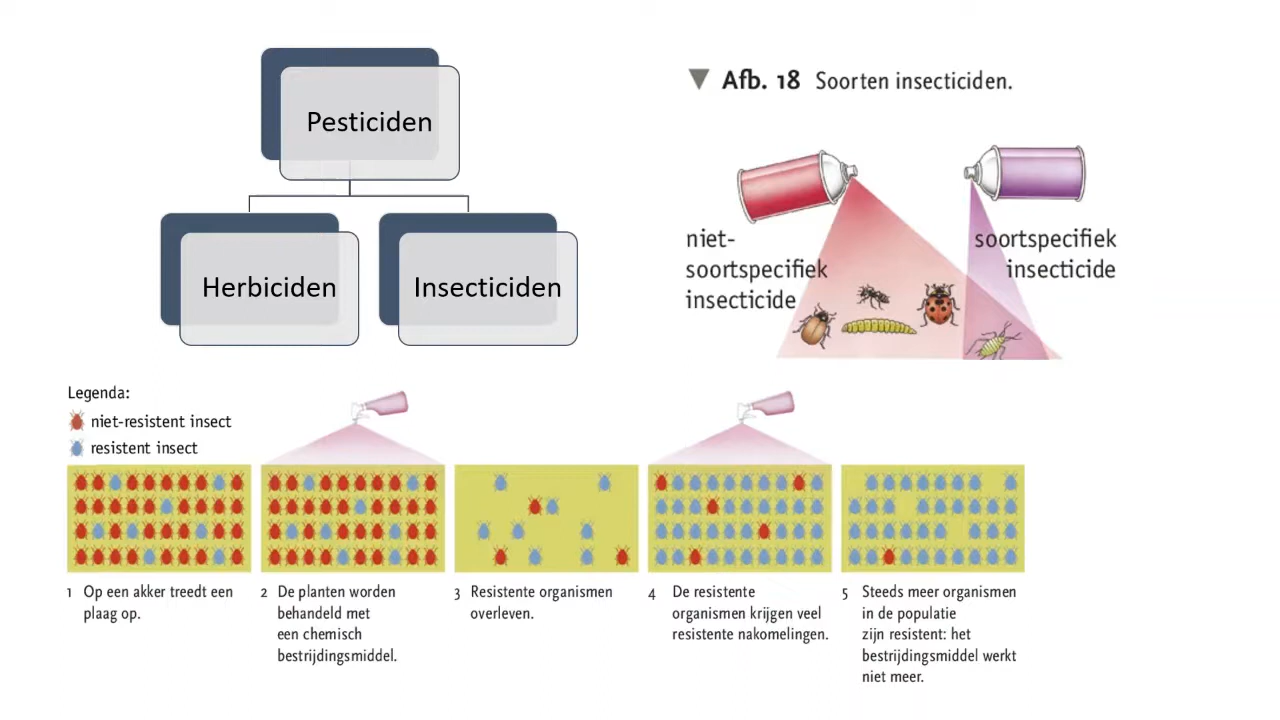 Pesticiden
Herbiciden
Insecticiden
▼ Afb. 18 Soorten insecticiden.
niet-
soortspecifiek
insecticide
soortspecifiek
insecticide
Legenda:
niet-resistent insect
resistent insect
1 Op een akker treedt een
plaag op.
2 De planten worden
behandeld met
een chemisch
bestrijdingsmiddel.
3 Resistente organismen
overleven.
4 De resistente
organismen krijgen veel
resistente nakomelingen.
5 Steeds meer organismen
in de populatie
zijn resistent: het
bestrijdingsmiddel werkt
niet meer.